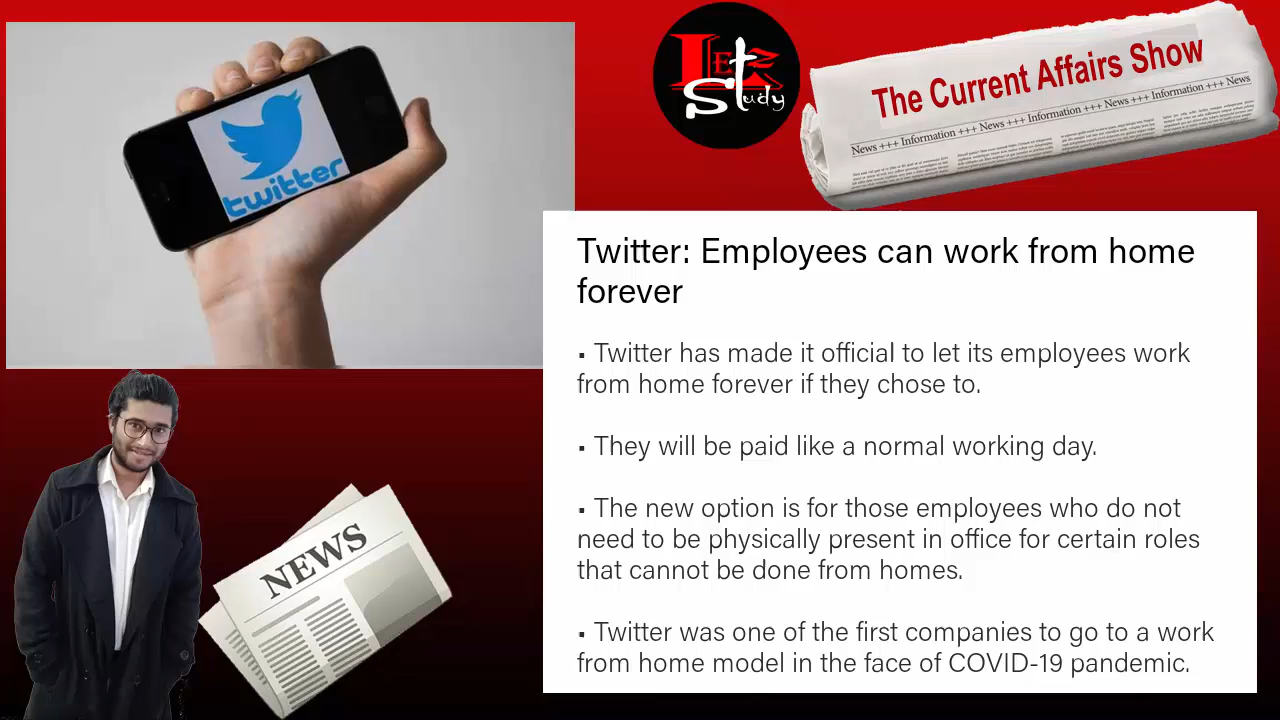 twitter
LEtz
Study
The Current Affairs Show
News +++ Information +++ News +++ Information +++ News +++ Information +++ News
Twitter: Employees can work from home
forever
▪ Twitter has made it official to let its employees work
from home forever if they chose to.
▪ They will be paid like a normal working day.
▪ The new option is for those employees who do not
need to be physically present in office for certain roles
that cannot be done from homes.
▪ Twitter was one of the first companies to go to a work
from home model in the face of COVID-19 pandemic.
NEWS